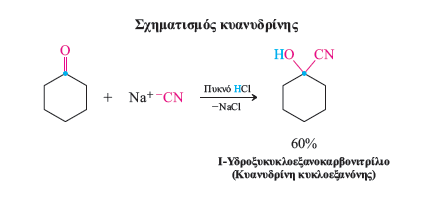 Σχηματισμός κυανυδρίνης
O
HO CN
+ Na⁺ ⁻CN
Πυκνό HCl
−NaCl
60%
1-Υδροξυκυκλοεξανοκαρβονιτρίλιο
(Κυανυδρίνη κυκλοεξανόνης)